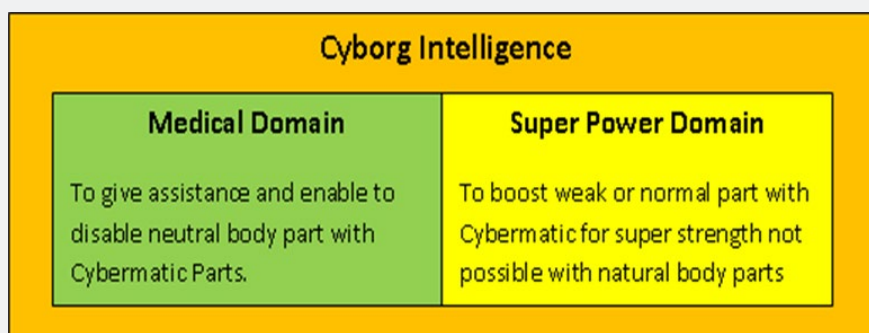 Cyborg Intelligence
Medical Domain
To give assistance and enable to
disable neutral body part with
Cybermatic Parts.
Super Power Domain
To boost weak or normal part with
Cybermatic for super strength not
possible with natural body parts